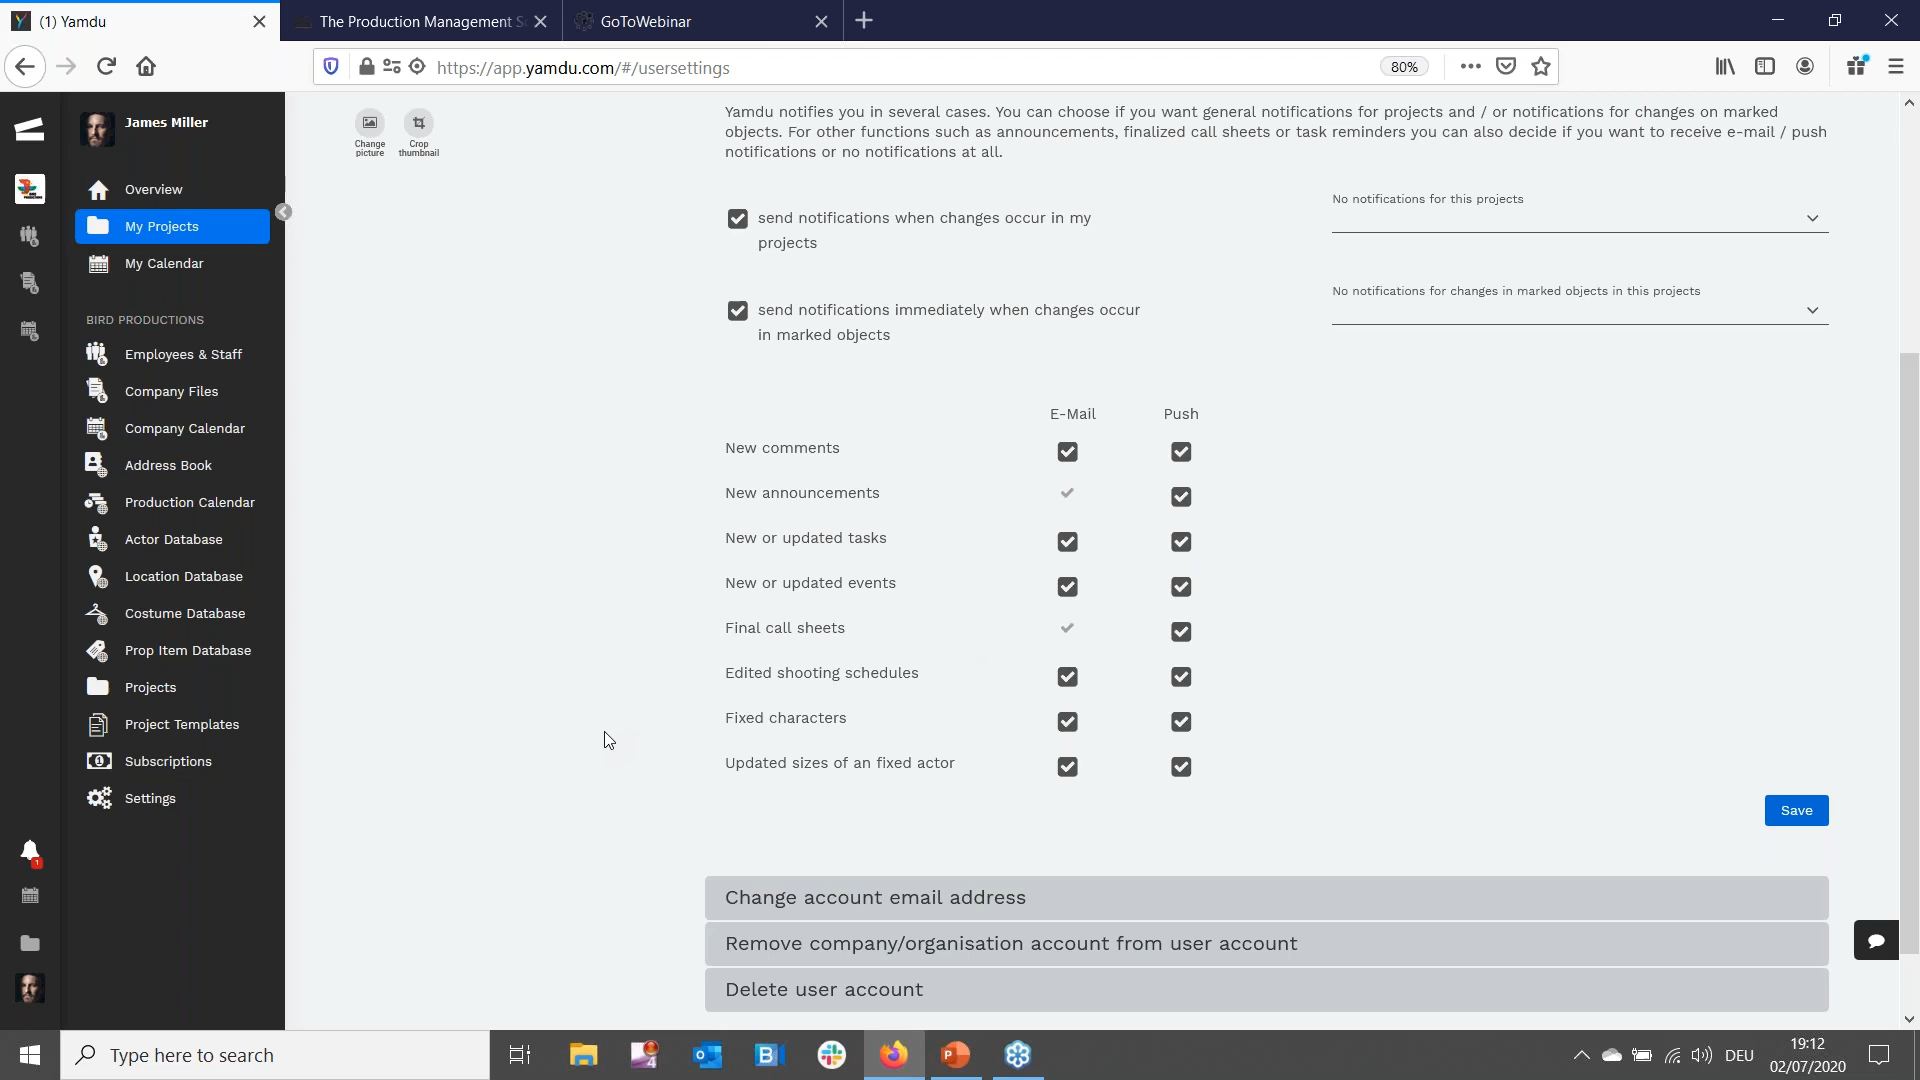 (1) Yamdu
The Production Management S
GoToWebinar
https://app.yamdu.com/#/usersettings
80%
James Miller
Overview
My Projects
My Calendar
BIRD PRODUCTIONS
Employees & Staff
Company Files
Company Calendar
Address Book
Production Calendar
Actor Database
Location Database
Costume Database
Prop Item Database
Projects
Project Templates
Subscriptions
Settings
1
Change
picture
Crop
thumbnail
Yamdu notifies you in several cases. You can choose if you want general notifications for projects and / or notifications for changes on marked
objects. For other functions such as announcements, finalized call sheets or task reminders you can also decide if you want to receive e-mail / push
notifications or no notifications at all.
send notifications when changes occur in my
projects
No notifications for this projects
send notifications immediately when changes occur
in marked objects
No notifications for changes in marked objects in this projects
E-Mail Push
New comments
New announcements
New or updated tasks
New or updated events
Final call sheets
Edited shooting schedules
Fixed characters
Updated sizes of an fixed actor
Save
Change account email address
Remove company/organisation account from user account
Delete user account
Type here to search
DEU
19:12
02/07/2020